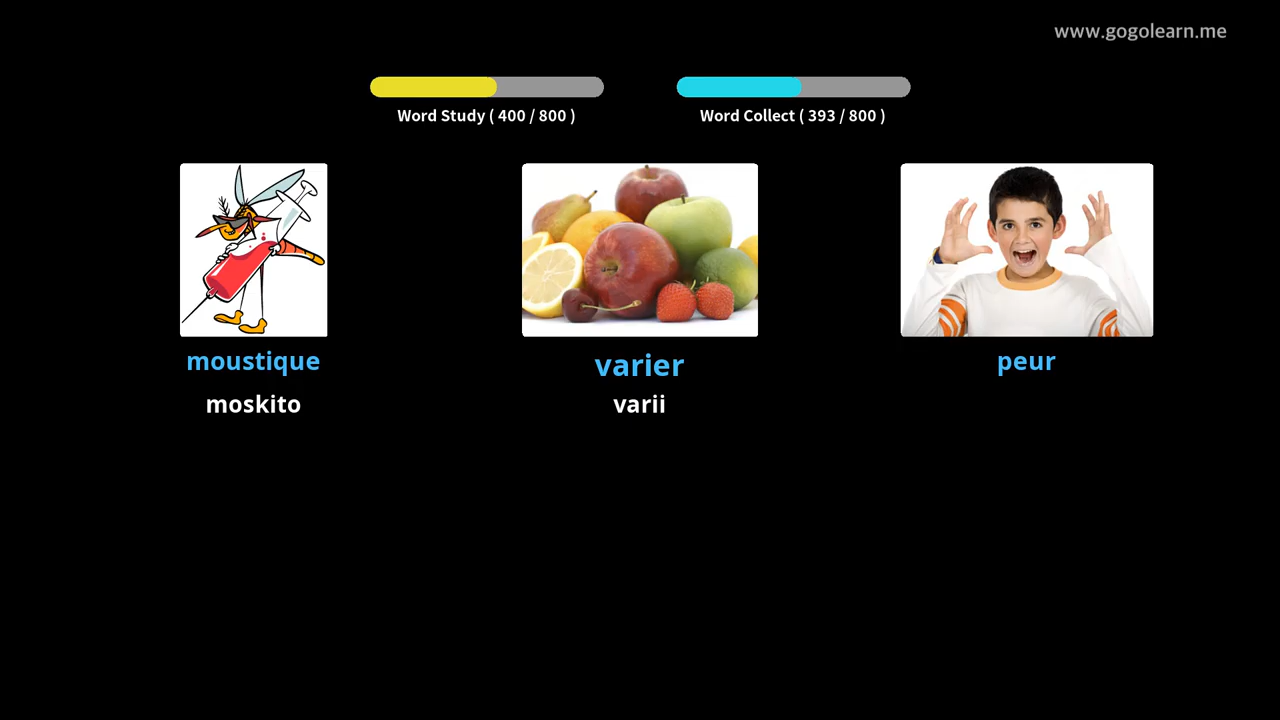 www.gogolearn.me
Word Study ( 400 / 800 )
Word Collect ( 393 / 800 )
moustique
varier
peur
moskito
varii